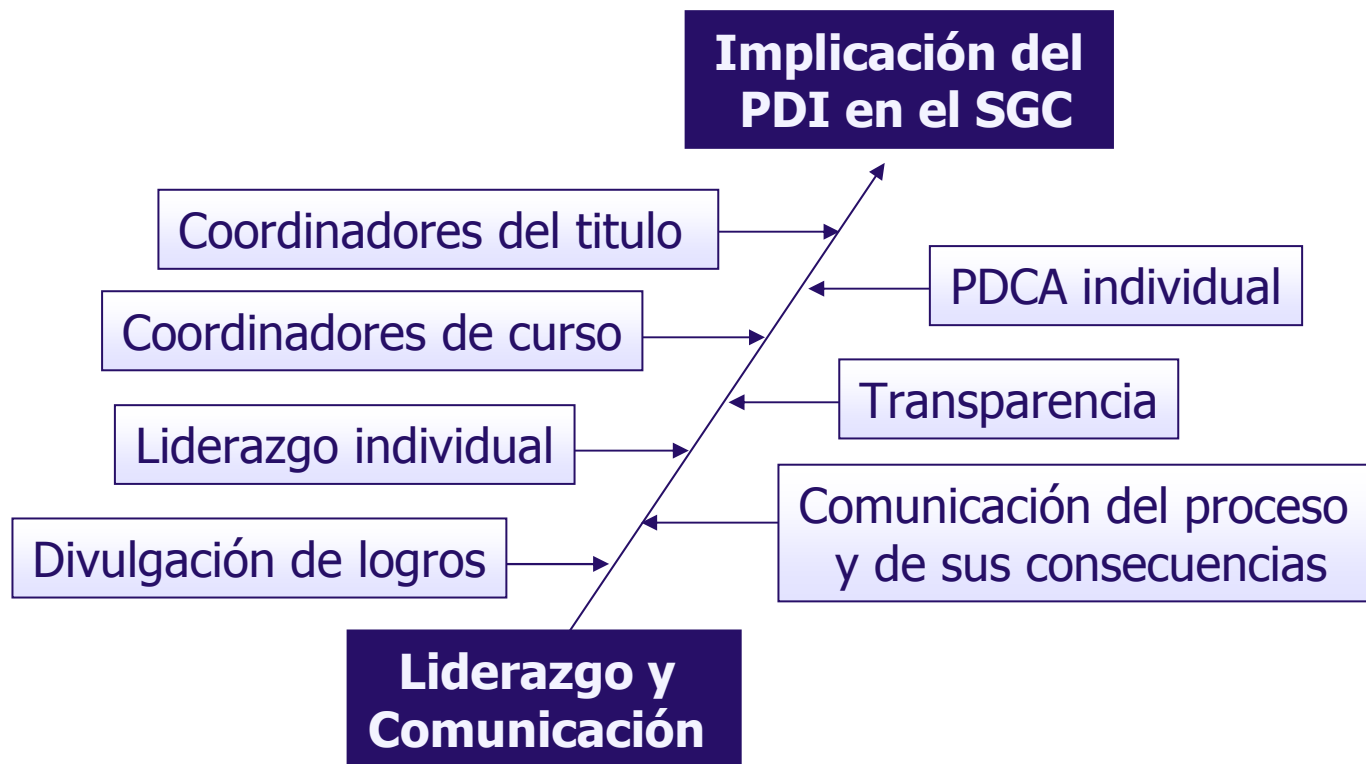 Implicación del
PDI en el SGC
Coordinadores del titulo
PDCA individual
Coordinadores de curso
Transparencia
Liderazgo individual
Comunicación del proceso
y de sus consecuencias
Divulgación de logros
Liderazgo y
Comunicación